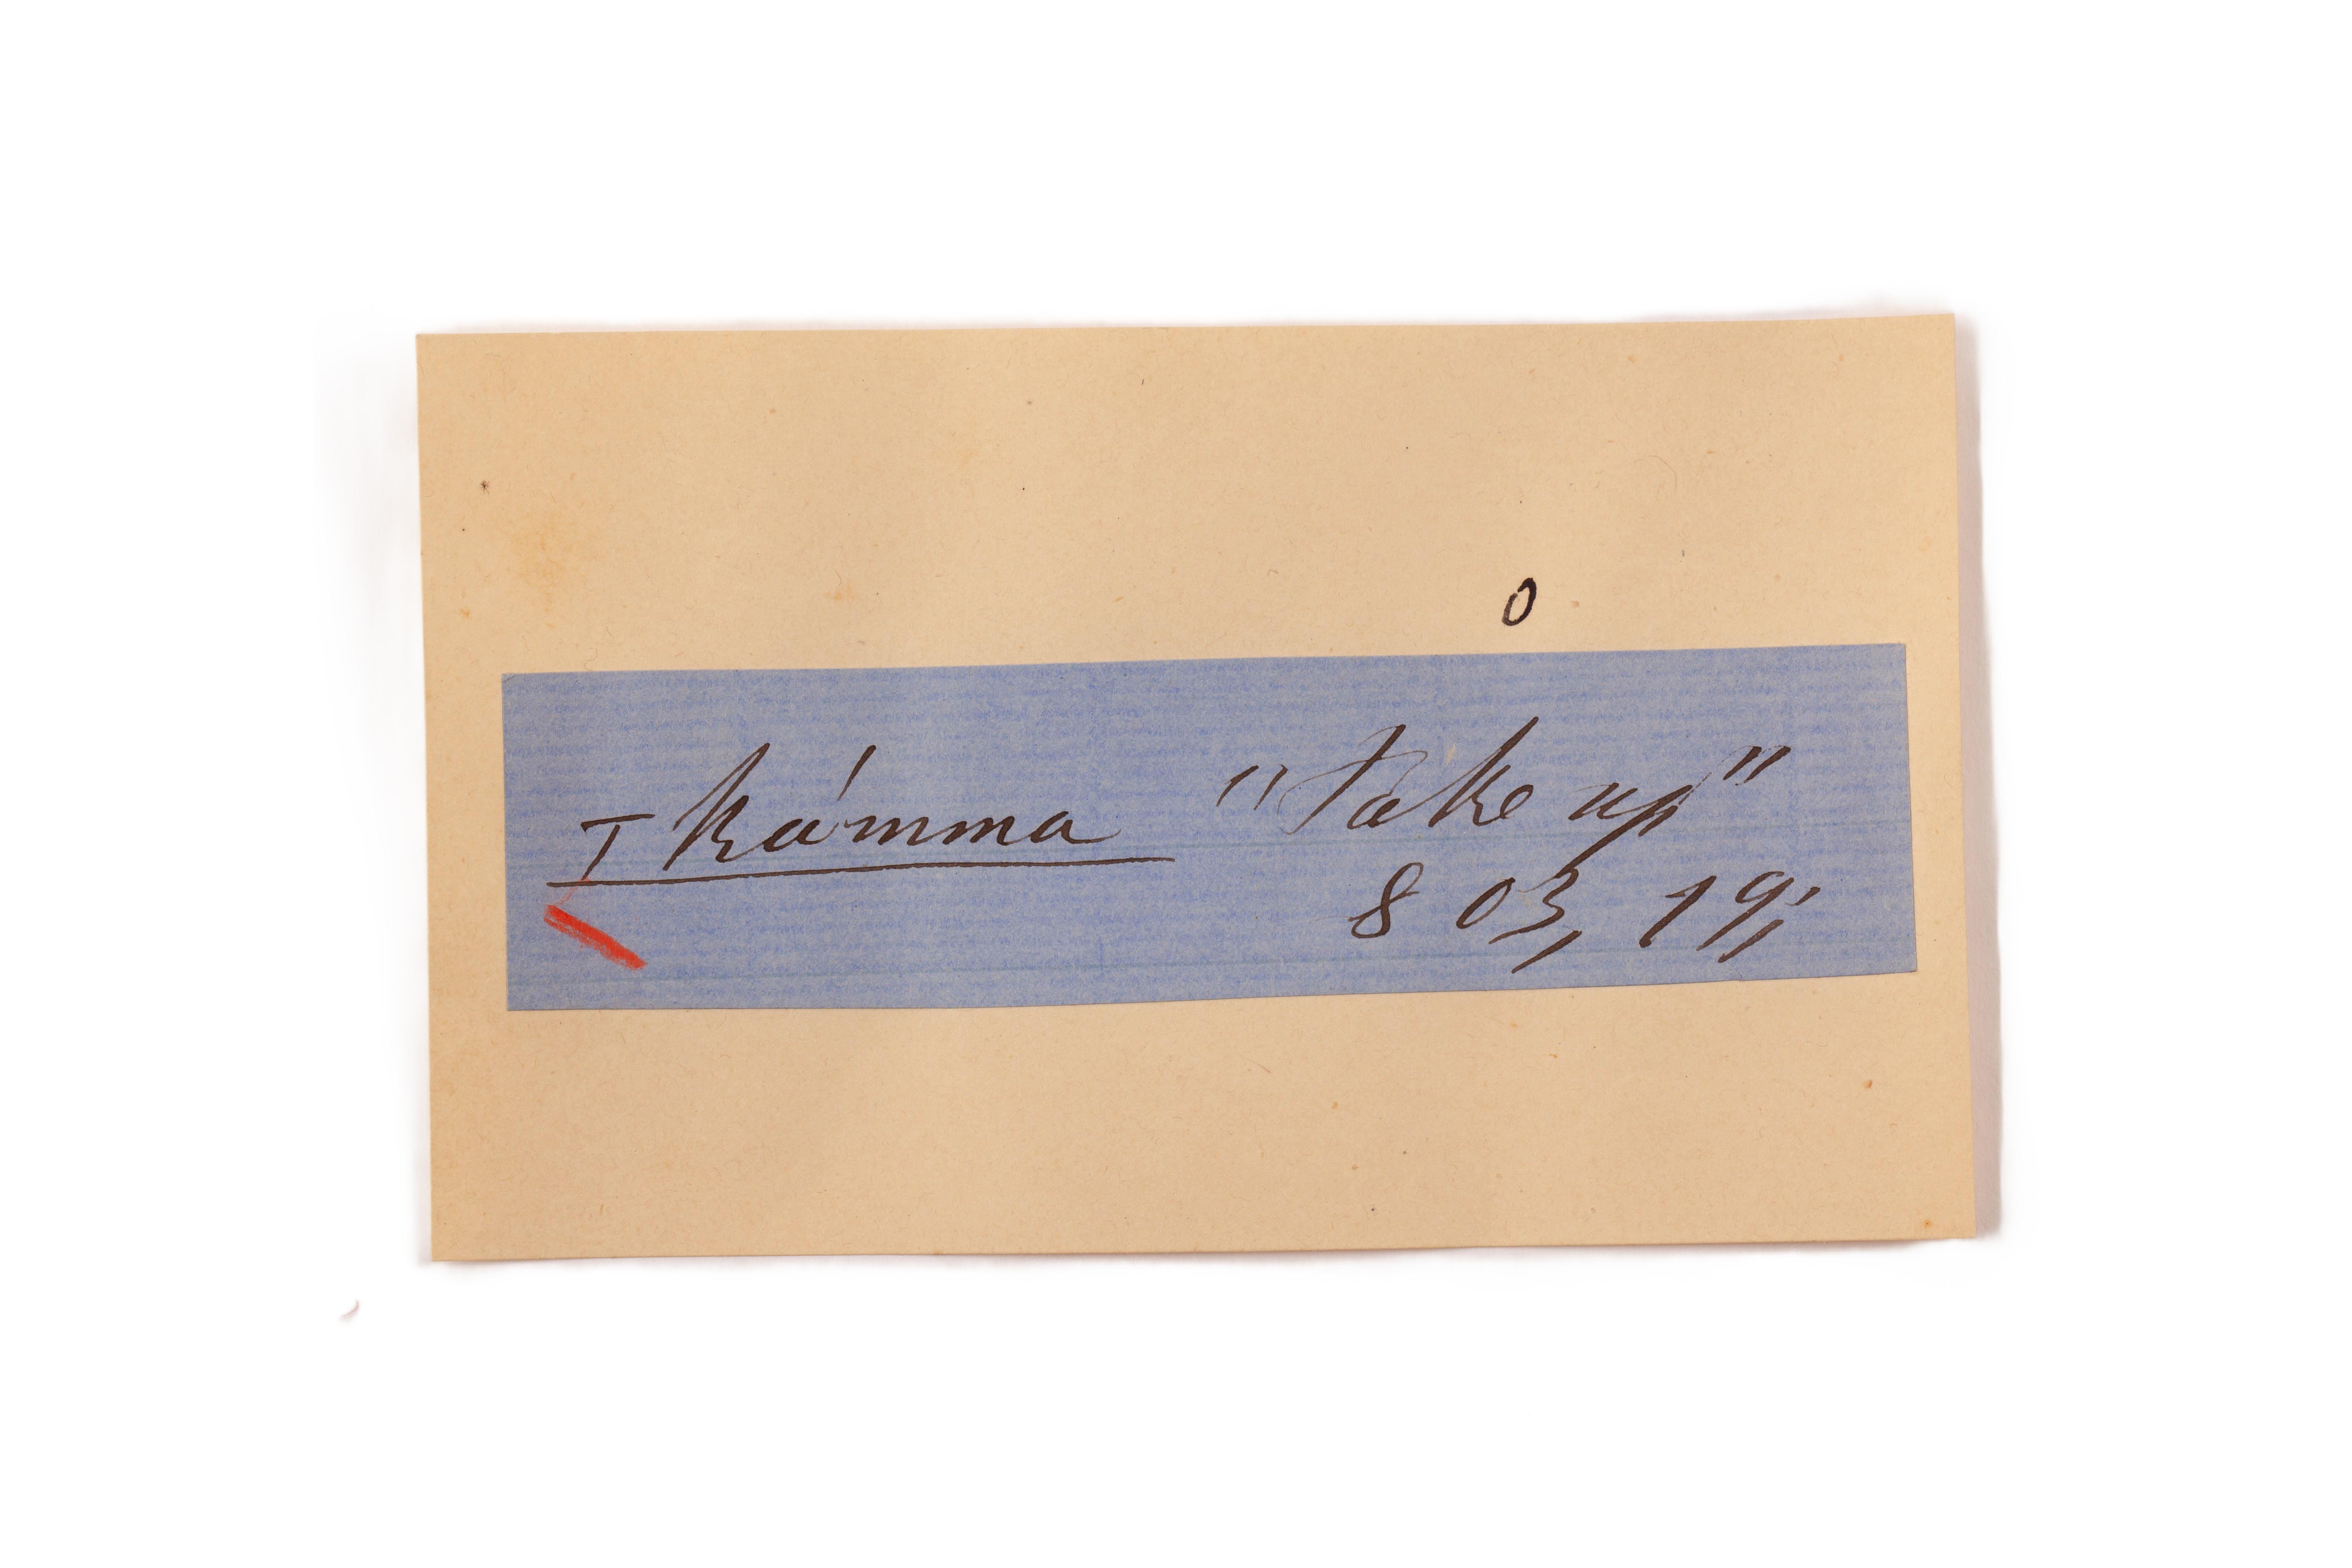 0
T kámma "Take up"
8 03, 19;